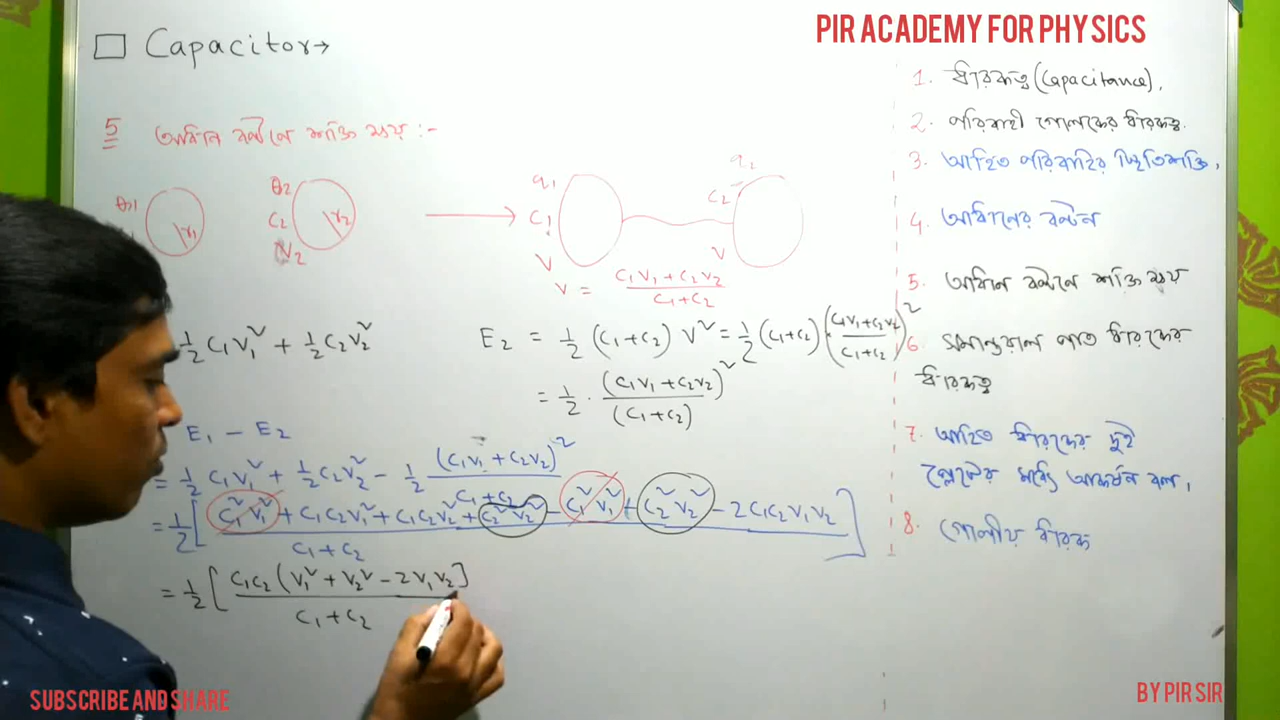 PIR ACADEMY FOR PHYSICS
Capacitor→
5 আধান বন্টনে শক্তি ক্ষয় :-
r₁
Q₂
C₂
V₂
r₂
q₁
C₁
V
q₂
C₂
V
V = (C₁V₁ + C₂V₂)/(C₁+C₂)
½ C₁V₁² + ½ C₂V₂²
E₂ = ½ (C₁+C₂) V² = ½ (C₁+C₂) ((C₁V₁+C₂V₂)/(C₁+C₂))²
= ½ · (C₁V₁+C₂V₂)²/(C₁+C₂)
E₁ − E₂
= ½ C₁V₁² + ½ C₂V₂² − ½ (C₁V₁ + C₂V₂)²/(C₁+C₂)
= ½ [(C₁²V₁² + C₁C₂V₁² + C₁C₂V₂² + C₂²V₂² − C₁²V₁² − C₂²V₂² − 2C₁C₂V₁V₂)/(C₁+C₂)]
= ½ [C₁C₂ (V₁² + V₂² − 2V₁V₂]/(C₁+C₂)
1. ধারকত্ব (Capacitance),
2. পরিবাহী গোলকের ধারকত্ব.
3. আহিত পরিবাহির স্থিতিশক্তি,
4. আধানের বন্টন
5. আধান বন্টনে শক্তি ক্ষয়
6. সমান্তরাল পাত ধারকের
ধারকত্ব
7. আহিত ধারকের দুই
প্লেটের মধ্যে আকর্ষন বল,
8. গোলীয় ধারক
SUBSCRIBE AND SHARE
BY PIR SIR